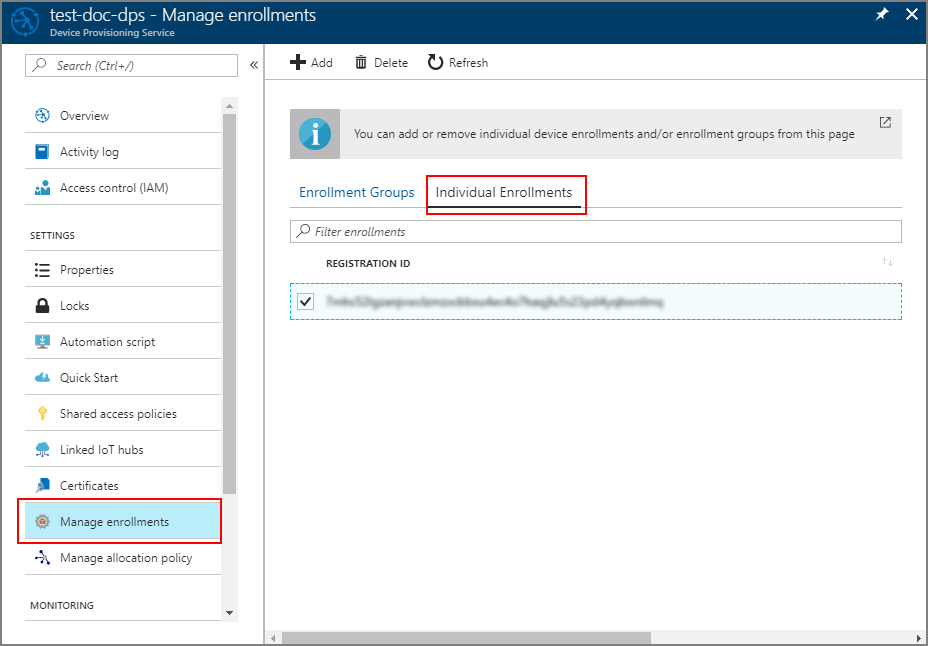 test-doc-dps - Manage enrollments
Device Provisioning Service
Search (Ctrl+/)
Overview
Activity log
Access control (IAM)
SETTINGS
Properties
Locks
Automation script
Quick Start
Shared access policies
Linked IoT hubs
Certificates
Manage enrollments
Manage allocation policy
MONITORING
Add Delete Refresh
You can add or remove individual device enrollments and/or enrollment groups from this page
Enrollment Groups Individual Enrollments
Filter enrollments
REGISTRATION ID